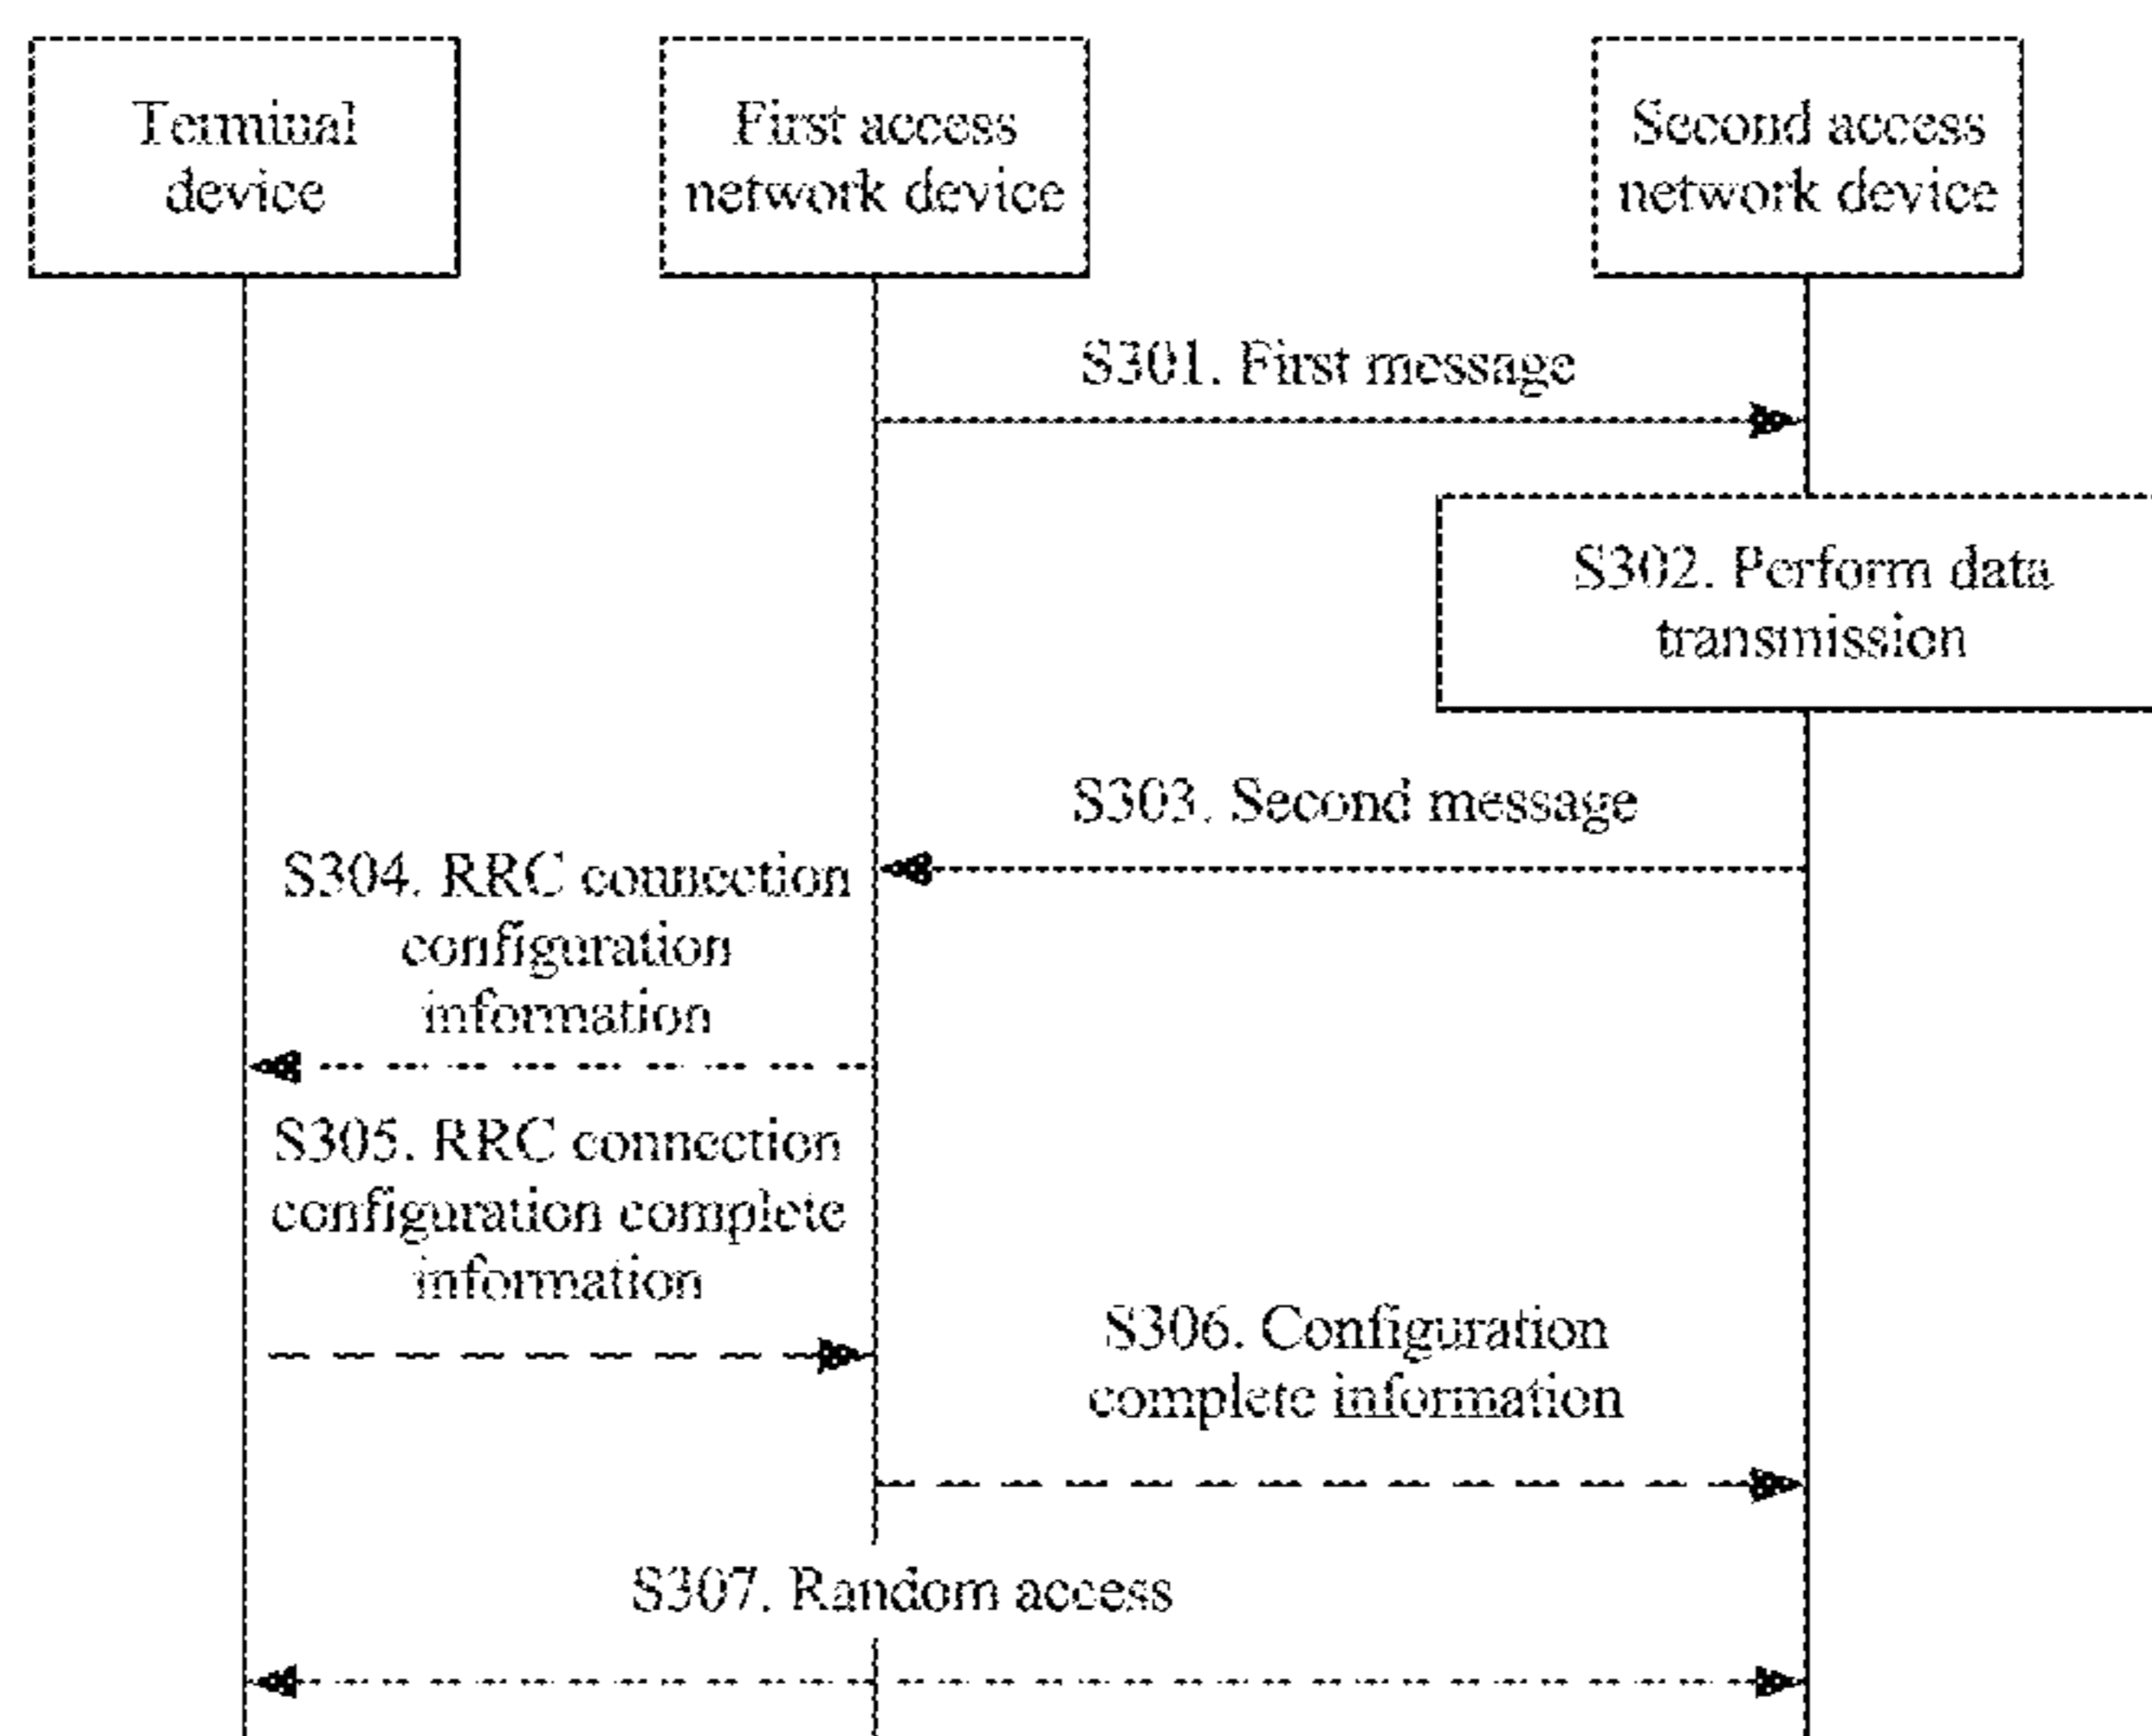 Terminal
device
First access
network device
Second access
network device
S301. First message
S302. Perform data
transmission
S303. Second message
S304. RRC connection
configuration
information
S305. RRC connection
configuration complete
information
S306. Configuration
complete information
S307. Random access